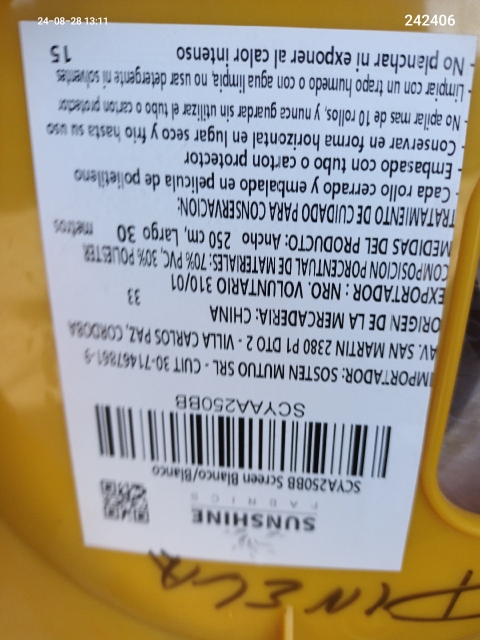 24-08-28 13:11
242406
SUNSHINE
FABRICS
SCYA250BB Screen Blanco/Blanco
SCYAA250BB
IMPORTADOR: SOSTEN MUTUO SRL - CUIT 30-71467861-9
AV. SAN MARTIN 2380 P1 DTO 2 - VILLA CARLOS PAZ, CORDOBA
ORIGEN DE LA MERCADERIA: CHINA
EXPORTADOR : NRO. VOLUNTARIO 310/01 33
COMPOSICION PORCENTUAL DE MATERIALES: 70% PVC, 30% POLIESTER
MEDIDAS DEL PRODUCTO: Ancho 250 cm, Largo 30 metros
TRATAMIENTO DE CUIDADO PARA CONSERVACION:
- Cada rollo cerrado y embalado en pelicula de polietileno
- Embasado con tubo o carton protector
- Conservar en forma horizontal en lugar seco y frio hasta su uso
- No apilar mas de 10 rollos, y nunca guardar sin utilizar el tubo o carton protector
- Limpiar con un trapo humedo o con agua limpia, no usar detergente ni solventes
- No planchar ni exponer al calor intenso 15